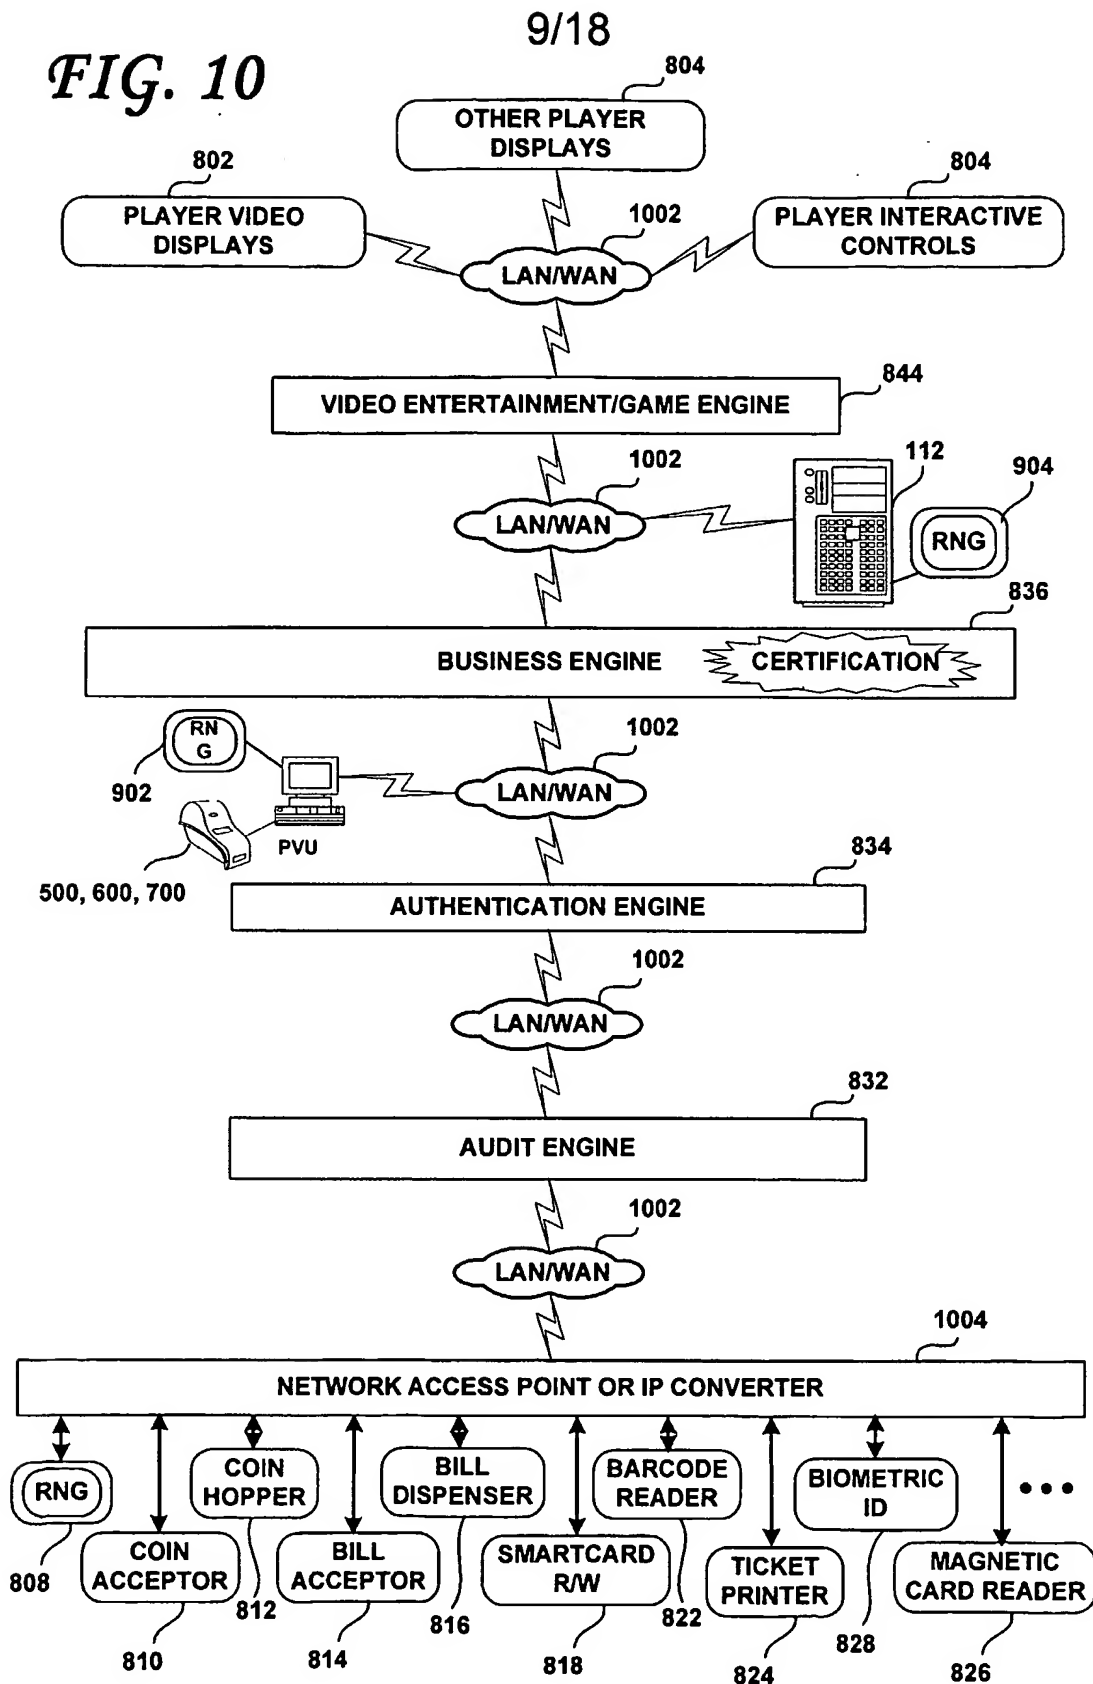 9/18
FIG. 10
804
OTHER PLAYER
DISPLAYS
802
804
PLAYER VIDEO
DISPLAYS
1002
PLAYER INTERACTIVE
CONTROLS
LAN/WAN
844
VIDEO ENTERTAINMENT/GAME ENGINE
1002
112
904
LAN/WAN
RNG
836
BUSINESS ENGINE
CERTIFICATION
RN
G
1002
902
LAN/WAN
PVU
500, 600, 700
834
AUTHENTICATION ENGINE
1002
LAN/WAN
832
AUDIT ENGINE
1002
LAN/WAN
1004
NETWORK ACCESS POINT OR IP CONVERTER
RNG
COIN
HOPPER
BILL
DISPENSER
BARCODE
READER
BIOMETRIC
ID
808
COIN
ACCEPTOR
812
BILL
ACCEPTOR
816
SMARTCARD
R/W
822
TICKET
PRINTER
828
MAGNETIC
CARD READER
810
814
818
824
826